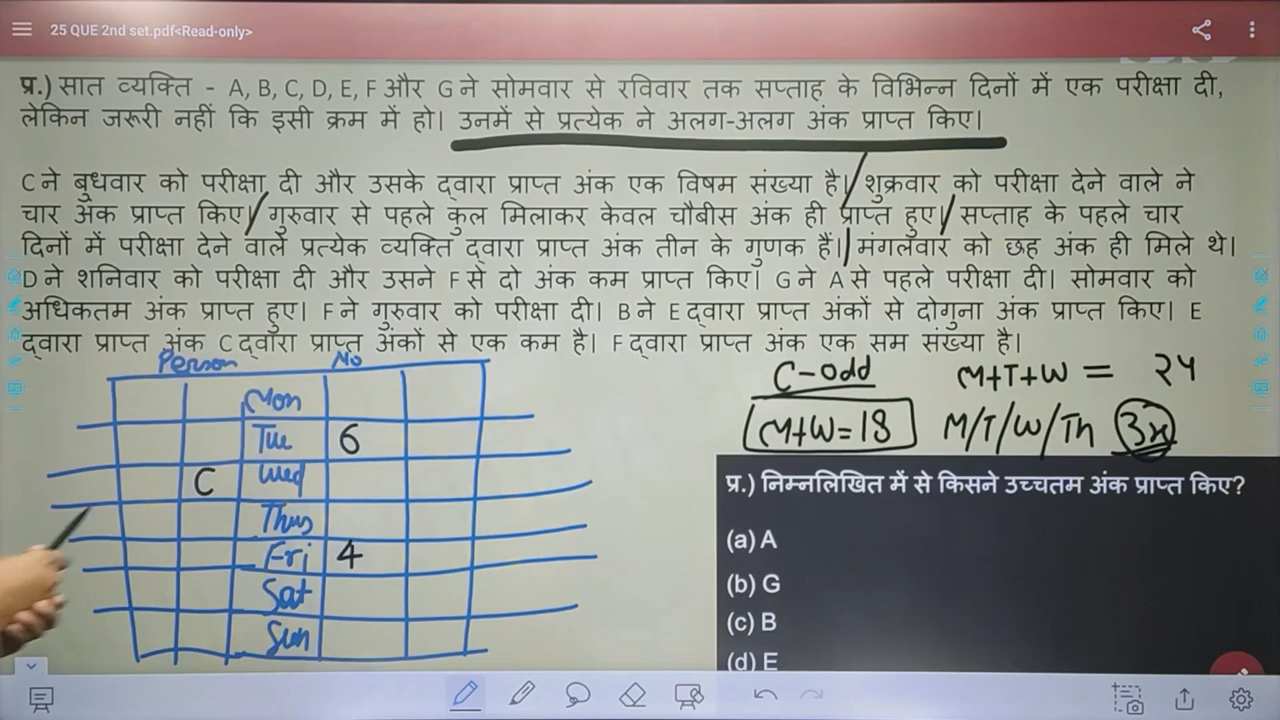 25 QUE 2nd set.pdf<Read-only>
प्र.) सात व्यक्ति - A, B, C, D, E, F और G ने सोमवार से रविवार तक सप्ताह के विभिन्न दिनों में एक परीक्षा दी,
लेकिन जरूरी नहीं कि इसी क्रम में हो। उनमें से प्रत्येक ने अलग-अलग अंक प्राप्त किए।
C ने बुधवार को परीक्षा दी और उसके द्वारा प्राप्त अंक एक विषम संख्या है। शुक्रवार को परीक्षा देने वाले ने
चार अंक प्राप्त किए। गुरुवार से पहले कुल मिलाकर केवल चौबीस अंक ही प्राप्त हुए। सप्ताह के पहले चार
दिनों में परीक्षा देने वाले प्रत्येक व्यक्ति द्वारा प्राप्त अंक तीन के गुणक हैं। मंगलवार को छह अंक ही मिले थे।
D ने शनिवार को परीक्षा दी और उसने F से दो अंक कम प्राप्त किए। G ने A से पहले परीक्षा दी। सोमवार को
अधिकतम अंक प्राप्त हुए। F ने गुरुवार को परीक्षा दी। B ने E द्वारा प्राप्त अंकों से दोगुना अंक प्राप्त किए। E
द्वारा प्राप्त अंक C द्वारा प्राप्त अंकों से एक कम है। F द्वारा प्राप्त अंक एक सम संख्या है।
Person No
Mon
Tue 6
C Wed
Thus
Fri 4
Sat
Sun
C-odd M+T+W = 24
M+W=18 M/T/W/Th 3x
प्र.) निम्नलिखित में से किसने उच्चतम अंक प्राप्त किए?
(a) A
(b) G
(c) B
(d) E